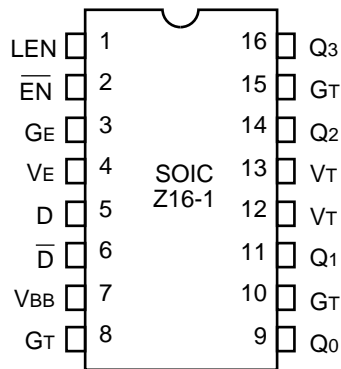 LEN 1 16 Q3
E̅N̅ 2 15 GT
GE 3 14 Q2
VE 4 13 VT
SOIC
Z16-1
D 5 12 VT
D̅ 6 11 Q1
VBB 7 10 GT
GT 8 9 Q0